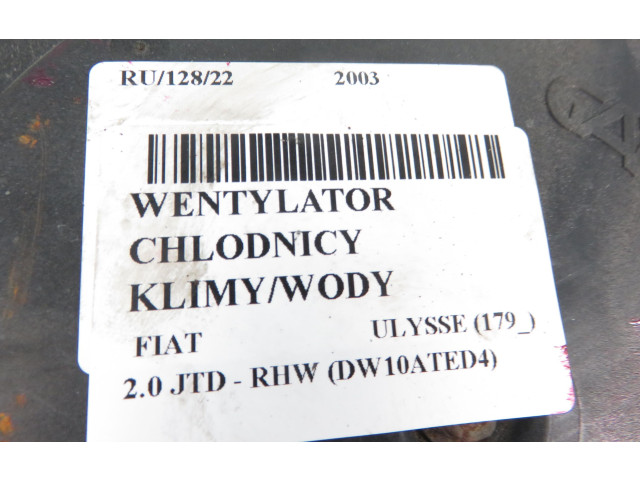 RU/128/22 2003
WENTYLATOR
CHLODNICY
KLIMY/WODY
FIAT ULYSSE (179_)
2.0 JTD - RHW (DW10ATED4)